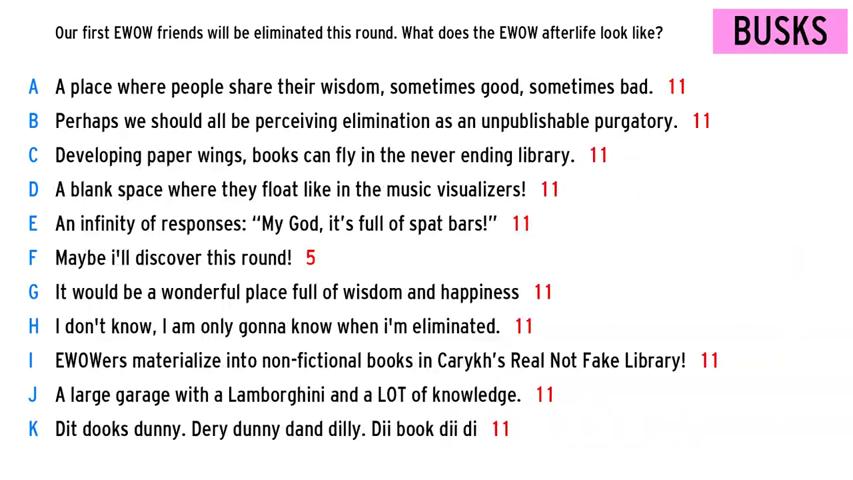 Our first EWOW friends will be eliminated this round. What does the EWOW afterlife look like?
BUSKS
A A place where people share their wisdom, sometimes good, sometimes bad. 11
B Perhaps we should all be perceiving elimination as an unpublishable purgatory. 11
C Developing paper wings, books can fly in the never ending library. 11
D A blank space where they float like in the music visualizers! 11
E An infinity of responses: “My God, it’s full of spat bars!” 11
F Maybe i'll discover this round! 5
G It would be a wonderful place full of wisdom and happiness 11
H I don't know, I am only gonna know when i'm eliminated. 11
I EWOWers materialize into non-fictional books in Carykh’s Real Not Fake Library! 11
J A large garage with a Lamborghini and a LOT of knowledge. 11
K Dit dooks dunny. Dery dunny dand dilly. Dii book dii di 11